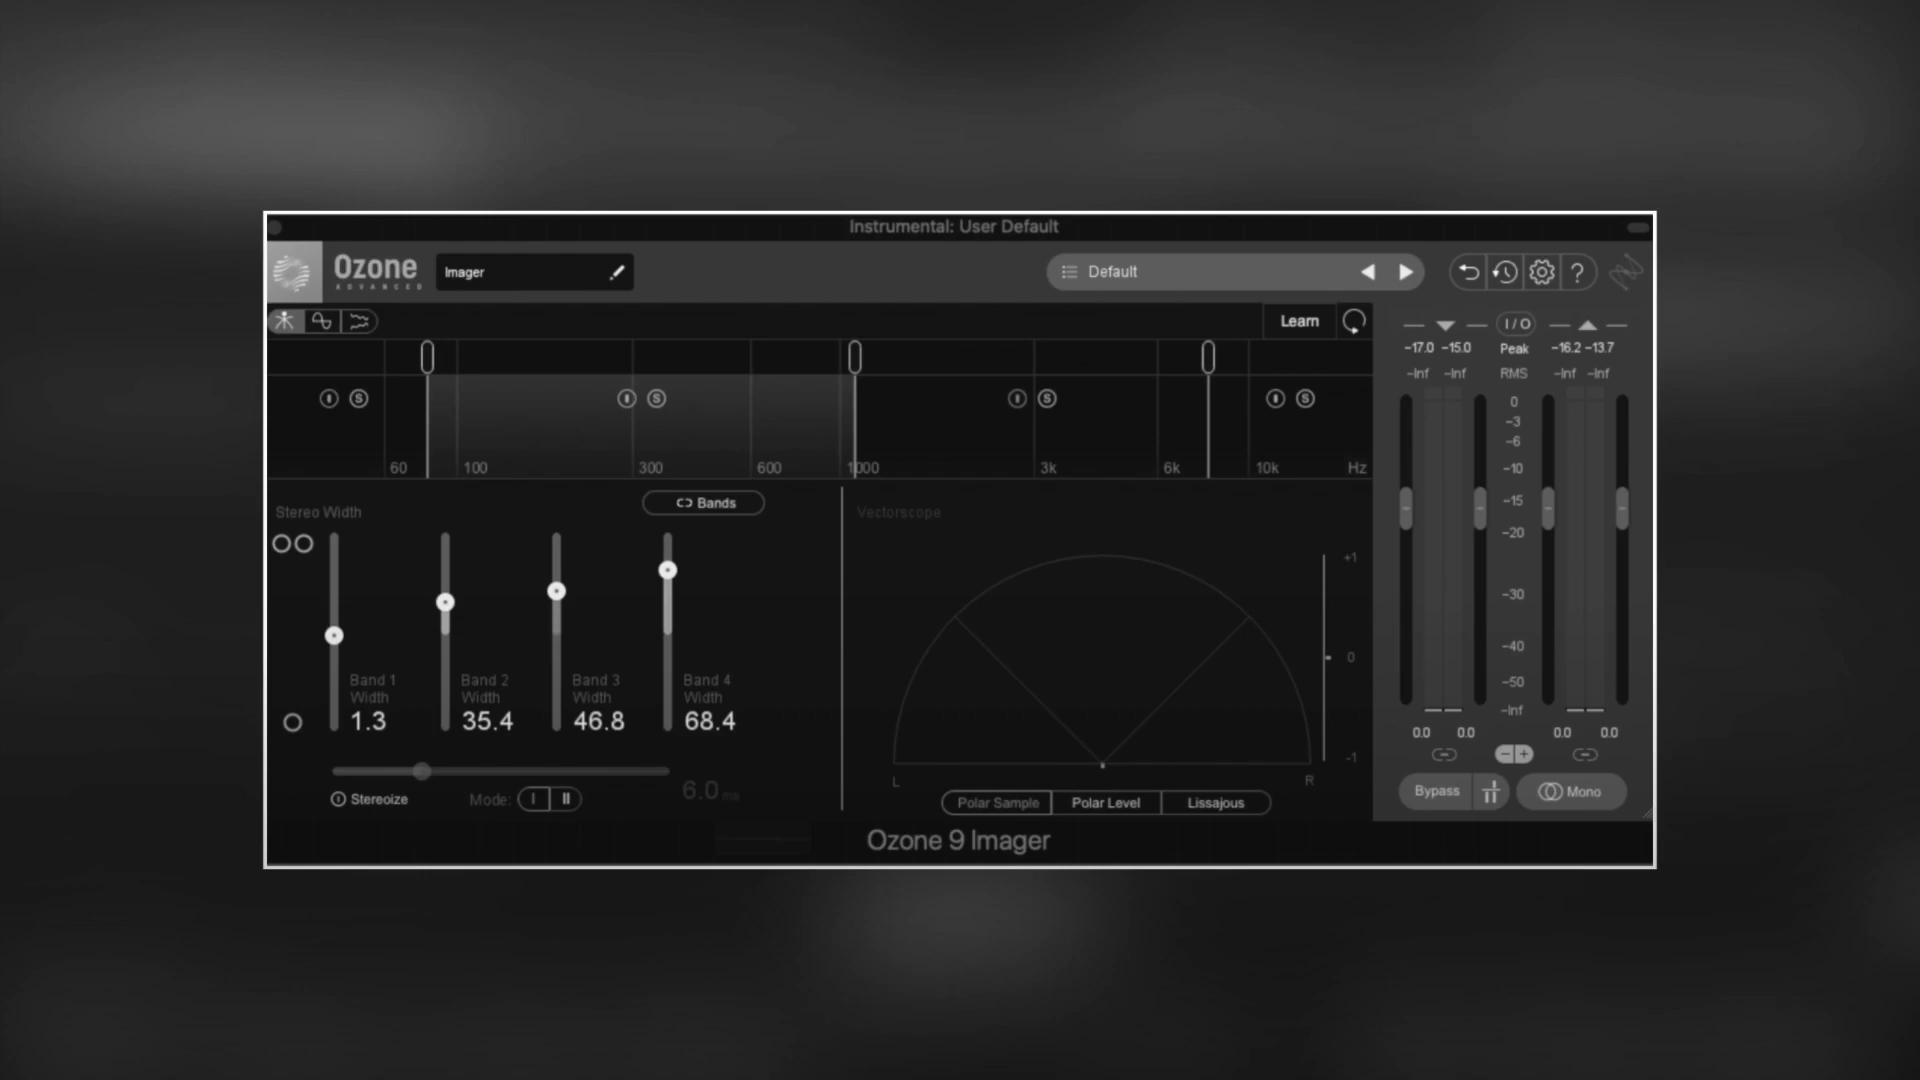 Instrumental: User Default
Ozone
ADVANCED
Imager
Default
?
Learn
I/O
-17.0 -15.0 Peak -16.2 -13.7
-Inf -Inf RMS -Inf -Inf
S S S S
60 100 300 600 1000 3k 6k 10k Hz
0
-3
-6
-10
-15
-20
-30
-40
-50
-Inf
0.0 0.0 0.0 0.0
Bypass
Mono
Stereo Width
Bands
Band 1
Width
1.3
Band 2
Width
35.4
Band 3
Width
46.8
Band 4
Width
68.4
Stereoize
Mode: I II
6.0 ms
Vectorscope
+1
0
-1
L R
Polar Sample Polar Level Lissajous
Ozone 9 Imager